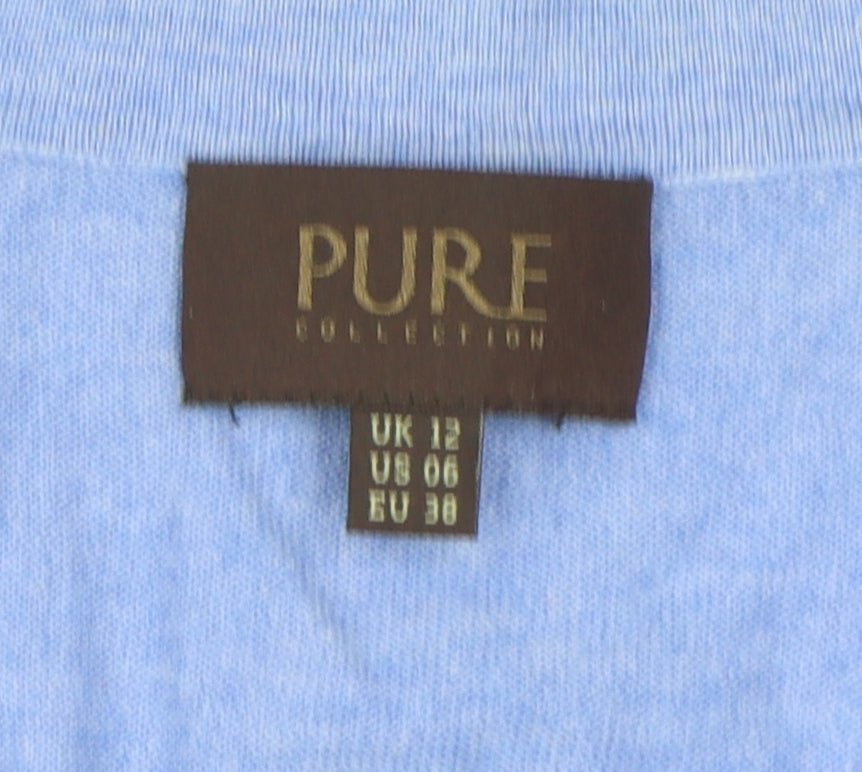 PURE
COLLECTION
UK 12
US 06
EU 38